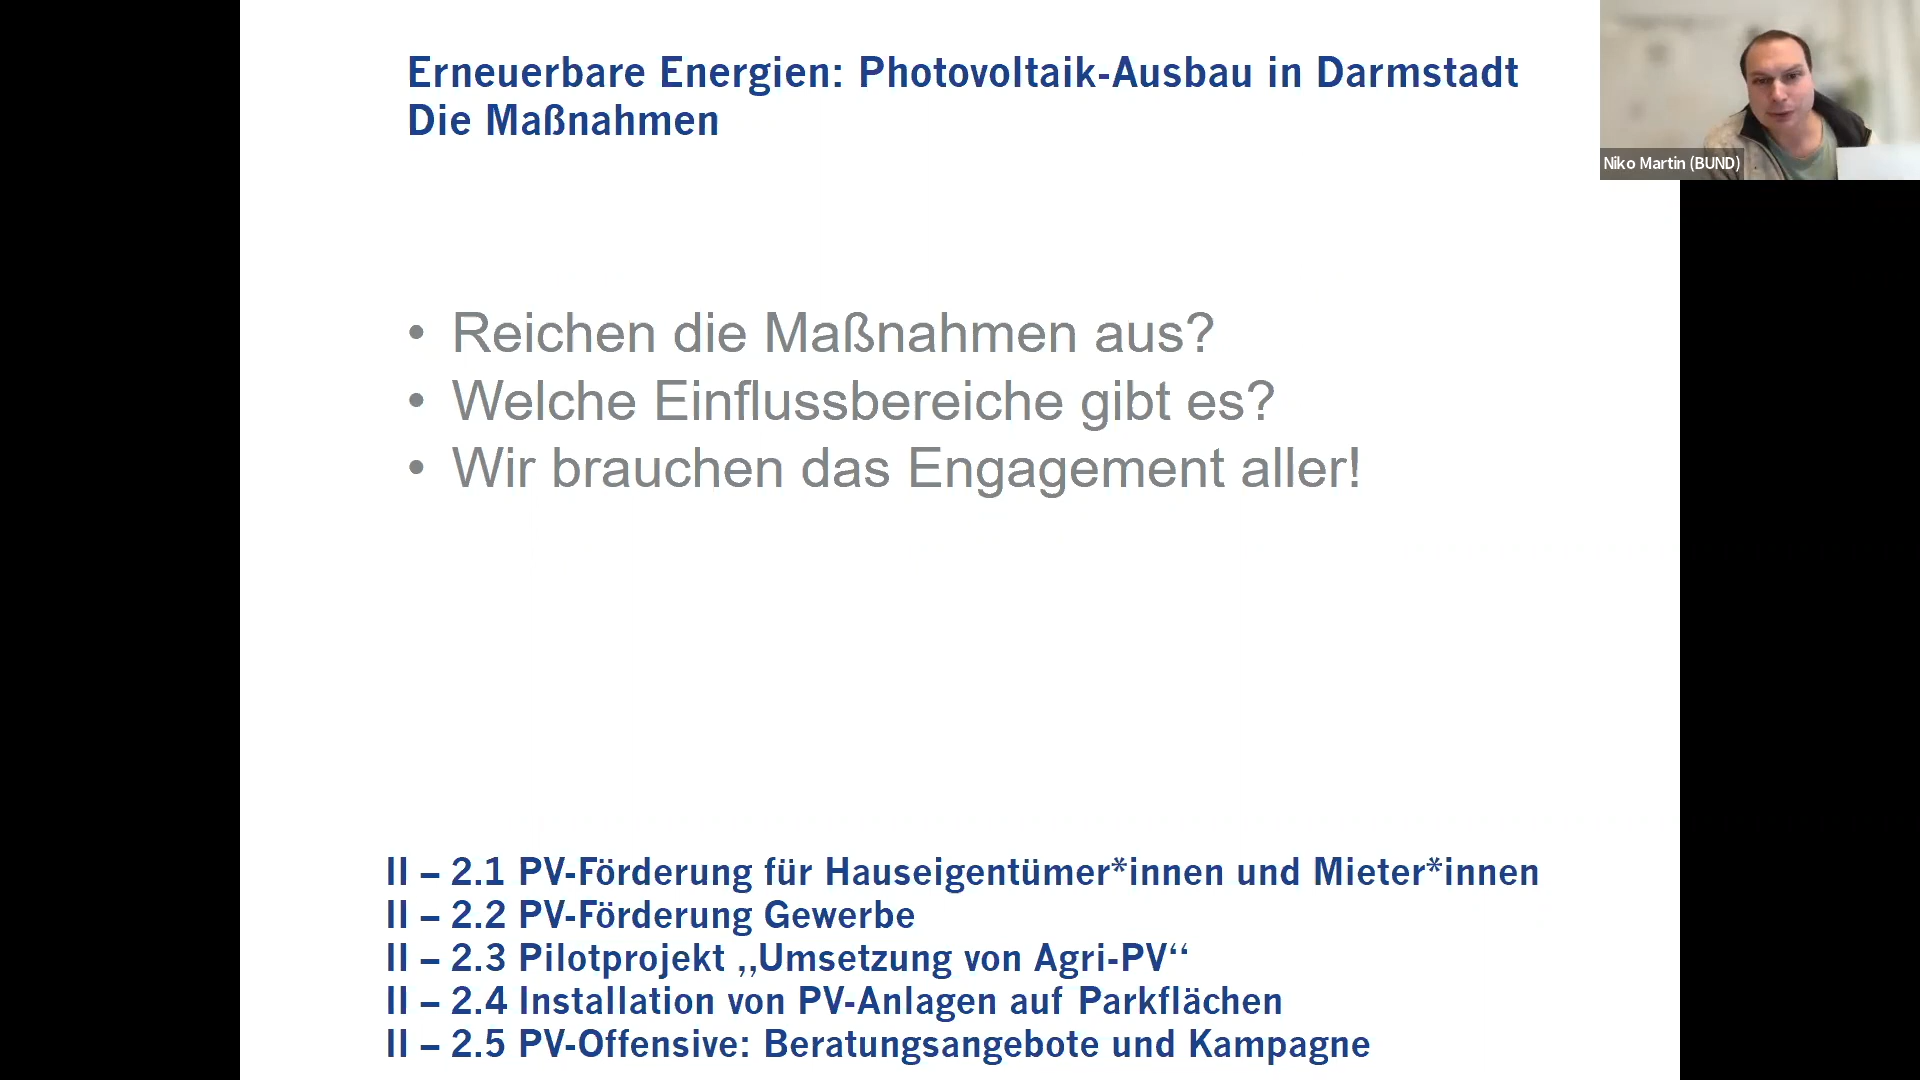 Erneuerbare Energien: Photovoltaik-Ausbau in Darmstadt
Die Maßnahmen
Niko Martin (BUND)
• Reichen die Maßnahmen aus?
• Welche Einflussbereiche gibt es?
• Wir brauchen das Engagement aller!
II – 2.1 PV-Förderung für Hauseigentümer*innen und Mieter*innen
II – 2.2 PV-Förderung Gewerbe
II – 2.3 Pilotprojekt „Umsetzung von Agri-PV“
II – 2.4 Installation von PV-Anlagen auf Parkflächen
II – 2.5 PV-Offensive: Beratungsangebote und Kampagne